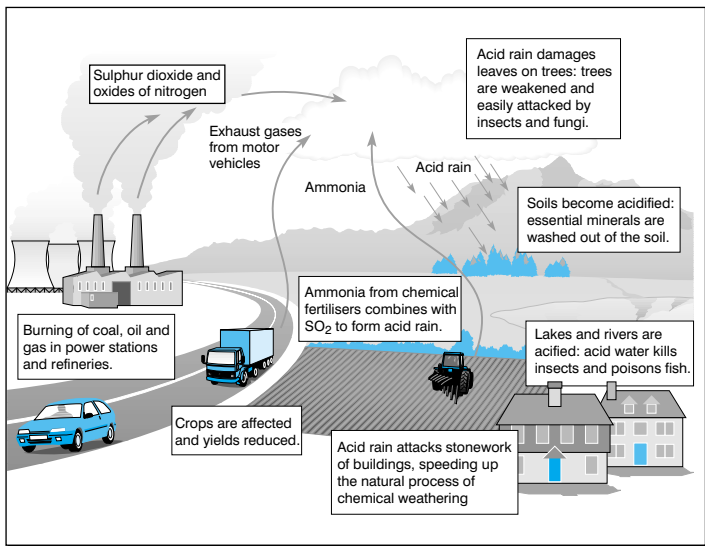 Sulphur dioxide and
oxides of nitrogen
Acid rain damages
leaves on trees: trees
are weakened and
easily attacked by
insects and fungi.
Exhaust gases
from motor
vehicles
Ammonia
Acid rain
Soils become acidified:
essential minerals are
washed out of the soil.
Burning of coal, oil and
gas in power stations
and refineries.
Ammonia from chemical
fertilisers combines with
SO₂ to form acid rain.
Lakes and rivers are
acified: acid water kills
insects and poisons fish.
Crops are affected
and yields reduced.
Acid rain attacks stonework
of buildings, speeding up
the natural process of
chemical weathering